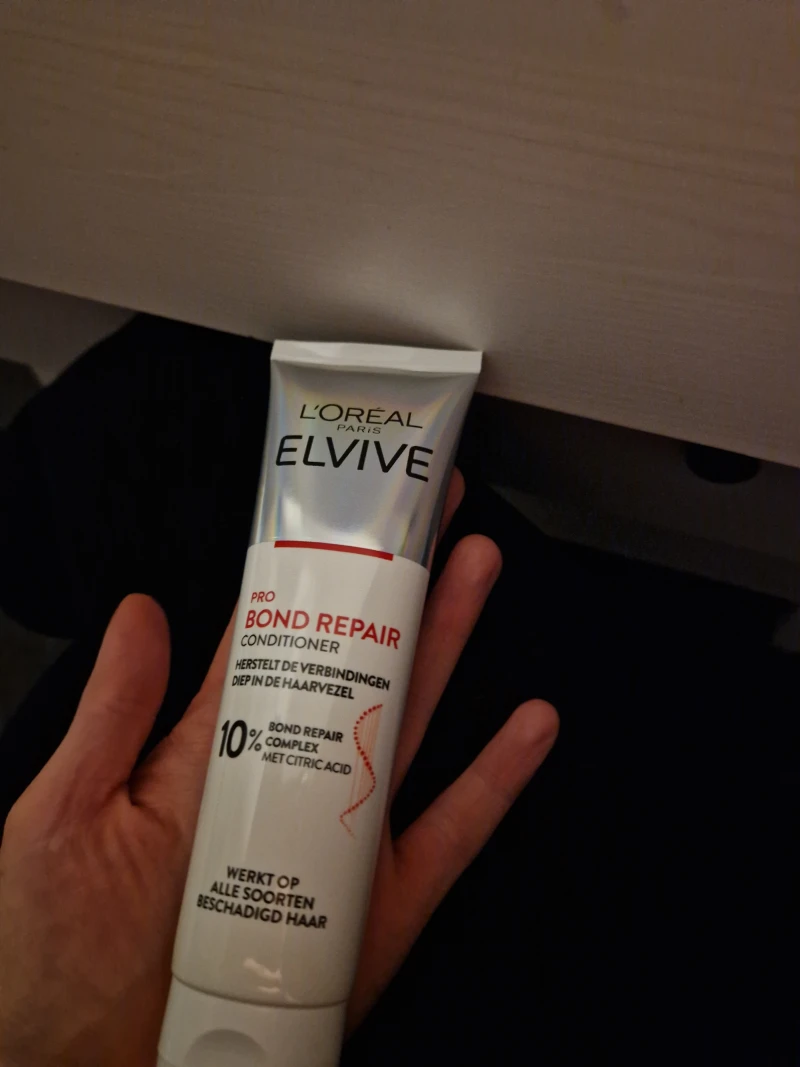 L'ORÉAL
PARIS
ELVIVE
PRO
BOND REPAIR
CONDITIONER
HERSTELT DE VERBINDINGEN
DIEP IN DE HAARVEZEL
10% BOND REPAIR
COMPLEX
MET CITRIC ACID
WERKT OP
ALLE SOORTEN
BESCHADIGD HAAR